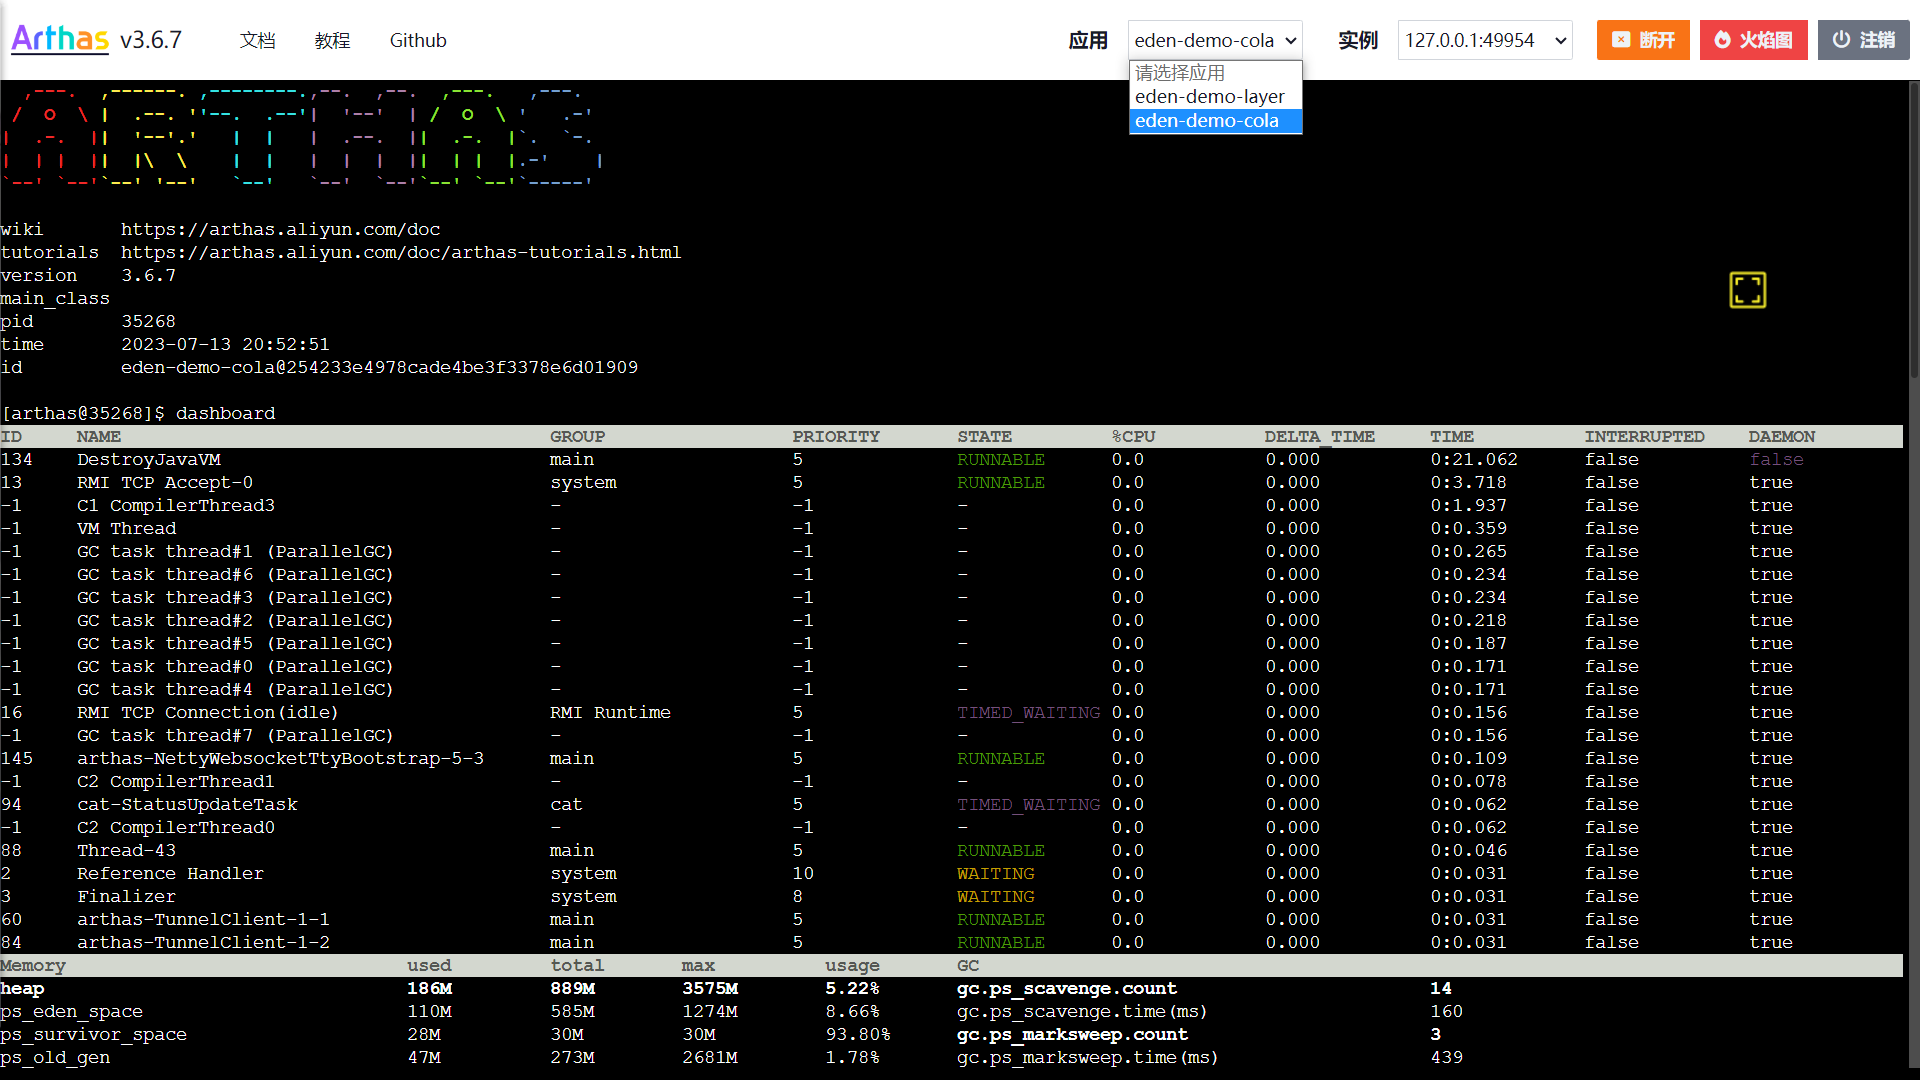 Arthas v3.6.7 文档 教程 Github 应用 eden-demo-cola 实例 127.0.0.1:49954 断开 火焰图 注销
请选择应用
eden-demo-layer
eden-demo-cola
ARTHAS
wiki https://arthas.aliyun.com/doc
tutorials https://arthas.aliyun.com/doc/arthas-tutorials.html
version 3.6.7
main_class
pid 35268
time 2023-07-13 20:52:51
id eden-demo-cola@254233e4978cade4be3f3378e6d01909
[arthas@35268]$ dashboard
ID NAME GROUP PRIORITY STATE %CPU DELTA_TIME TIME INTERRUPTED DAEMON
134 DestroyJavaVM main 5 RUNNABLE 0.0 0.000 0:21.062 false false
13 RMI TCP Accept-0 system 5 RUNNABLE 0.0 0.000 0:3.718 false true
-1 C1 CompilerThread3 - -1 - 0.0 0.000 0:1.937 false true
-1 VM Thread - -1 - 0.0 0.000 0:0.359 false true
-1 GC task thread#1 (ParallelGC) - -1 - 0.0 0.000 0:0.265 false true
-1 GC task thread#6 (ParallelGC) - -1 - 0.0 0.000 0:0.234 false true
-1 GC task thread#3 (ParallelGC) - -1 - 0.0 0.000 0:0.234 false true
-1 GC task thread#2 (ParallelGC) - -1 - 0.0 0.000 0:0.218 false true
-1 GC task thread#5 (ParallelGC) - -1 - 0.0 0.000 0:0.187 false true
-1 GC task thread#0 (ParallelGC) - -1 - 0.0 0.000 0:0.171 false true
-1 GC task thread#4 (ParallelGC) - -1 - 0.0 0.000 0:0.171 false true
16 RMI TCP Connection(idle) RMI Runtime 5 TIMED_WAITING 0.0 0.000 0:0.156 false true
-1 GC task thread#7 (ParallelGC) - -1 - 0.0 0.000 0:0.156 false true
145 arthas-NettyWebsocketTtyBootstrap-5-3 main 5 RUNNABLE 0.0 0.000 0:0.109 false true
-1 C2 CompilerThread1 - -1 - 0.0 0.000 0:0.078 false true
94 cat-StatusUpdateTask cat 5 TIMED_WAITING 0.0 0.000 0:0.062 false true
-1 C2 CompilerThread0 - -1 - 0.0 0.000 0:0.062 false true
88 Thread-43 main 5 RUNNABLE 0.0 0.000 0:0.046 false true
2 Reference Handler system 10 WAITING 0.0 0.000 0:0.031 false true
3 Finalizer system 8 WAITING 0.0 0.000 0:0.031 false true
60 arthas-TunnelClient-1-1 main 5 RUNNABLE 0.0 0.000 0:0.031 false true
84 arthas-TunnelClient-1-2 main 5 RUNNABLE 0.0 0.000 0:0.031 false true
Memory used total max usage GC
heap 186M 889M 3575M 5.22% gc.ps_scavenge.count 14
ps_eden_space 110M 585M 1274M 8.66% gc.ps_scavenge.time(ms) 160
ps_survivor_space 28M 30M 30M 93.80% gc.ps_marksweep.count 3
ps_old_gen 47M 273M 2681M 1.78% gc.ps_marksweep.time(ms) 439